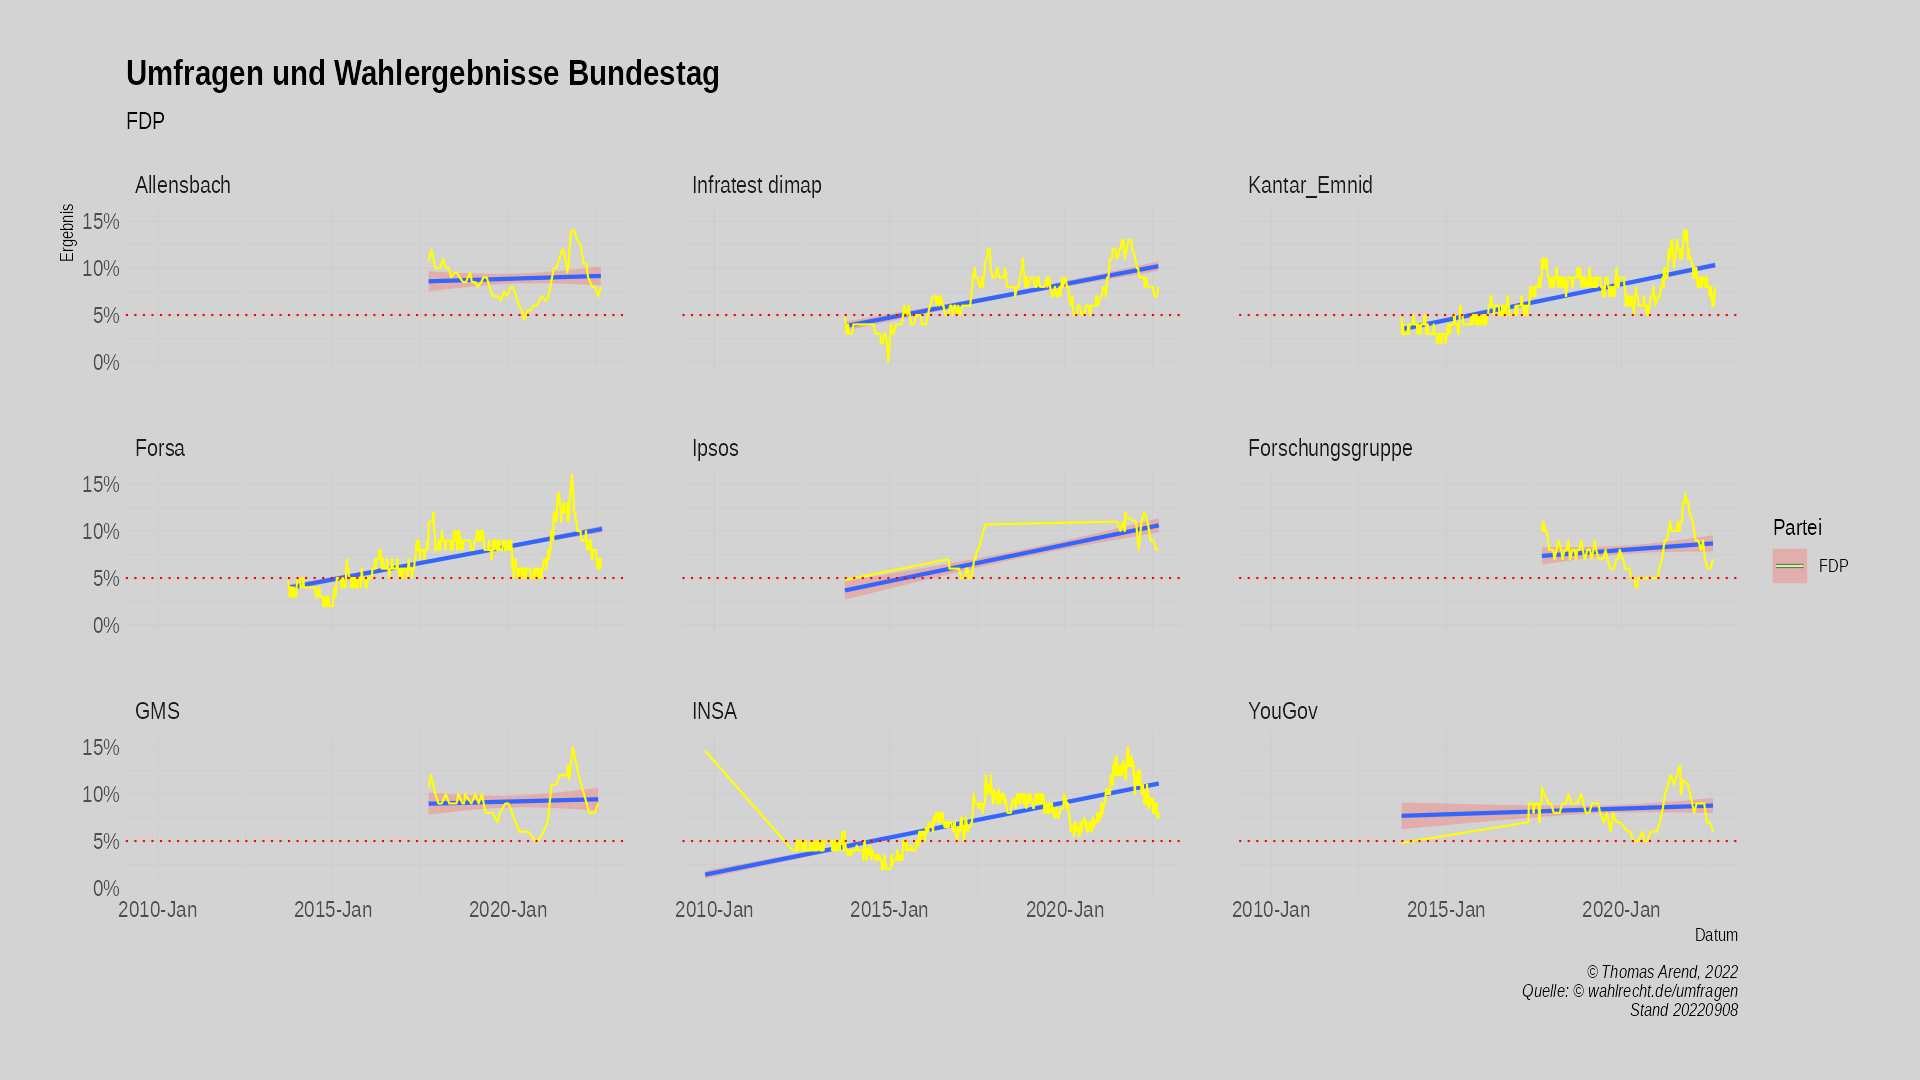 Umfragen und Wahlergebnisse Bundestag
FDP
Allensbach
Infratest dimap
Kantar_Emnid
Ergebnis
15%
10%
5%
0%
Forsa
Ipsos
Forschungsgruppe
15%
10%
5%
0%
Partei
FDP
GMS
INSA
YouGov
15%
10%
5%
0%
2010-Jan 2015-Jan 2020-Jan 2010-Jan 2015-Jan 2020-Jan 2010-Jan 2015-Jan 2020-Jan
Datum
© Thomas Arend, 2022
Quelle: © wahlrecht.de/umfragen
Stand 20220908